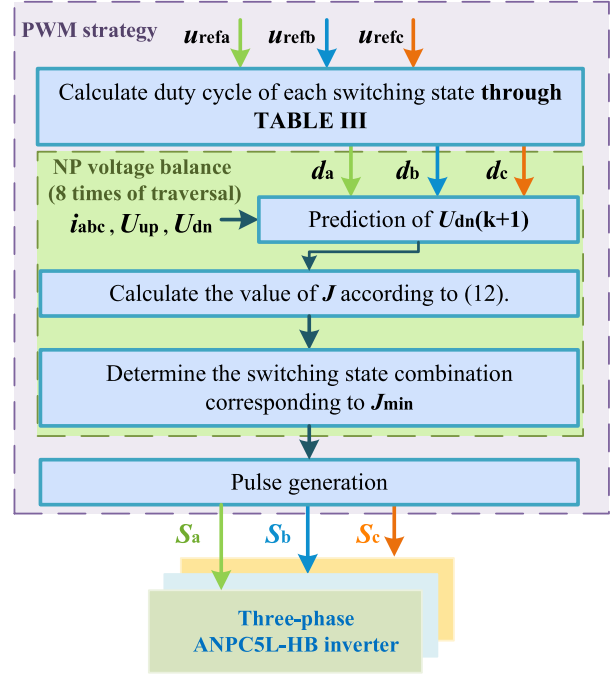 PWM strategy
urefa urefb urefc
Calculate duty cycle of each switching state through
TABLE III
NP voltage balance
(8 times of traversal)
da db dc
iabc , Uup , Udn
Prediction of Udn(k+1)
Calculate the value of J according to (12).
Determine the switching state combination
corresponding to Jmin
Pulse generation
Sa Sb Sc
Three-phase
ANPC5L-HB inverter